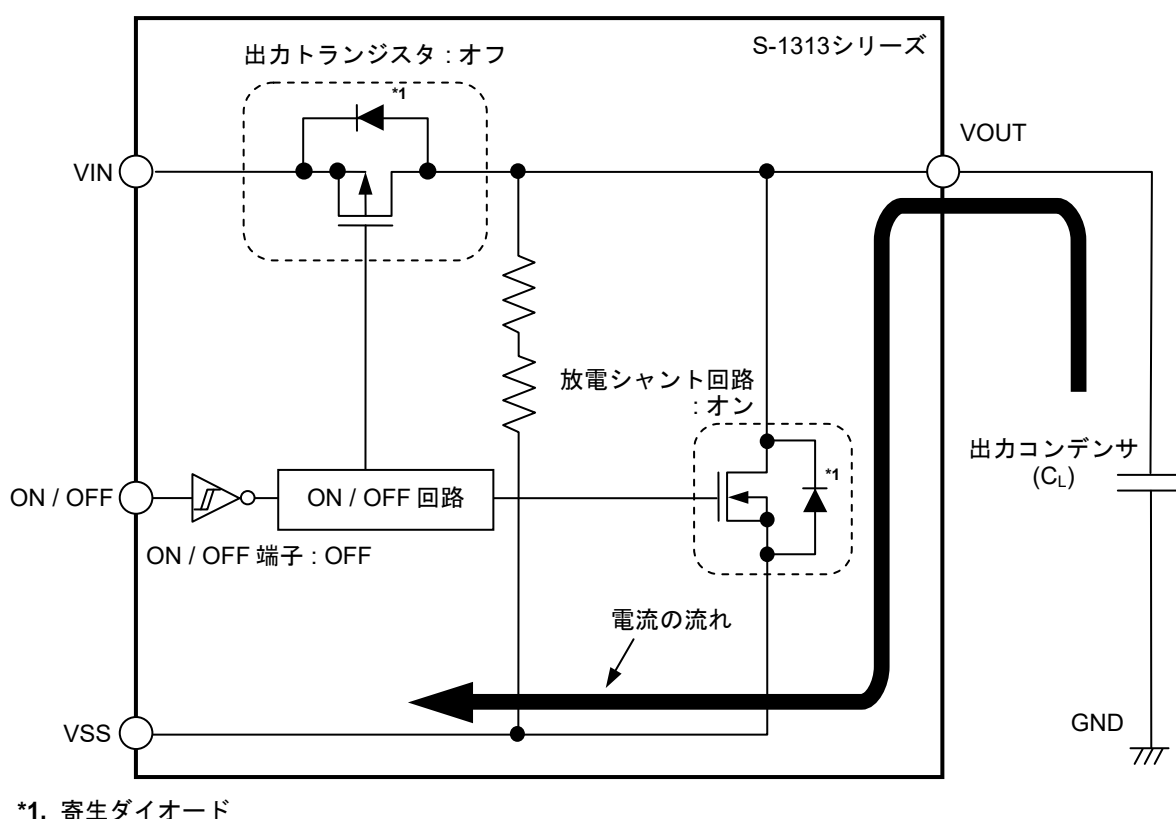 S-1313シリーズ
出力トランジスタ : オフ
*1
VOUT
VIN
放電シャント回路
: オン
*1
出力コンデンサ
(CL)
ON / OFF
ON / OFF 回路
ON / OFF 端子 : OFF
電流の流れ
GND
VSS
*1. 寄生ダイオード